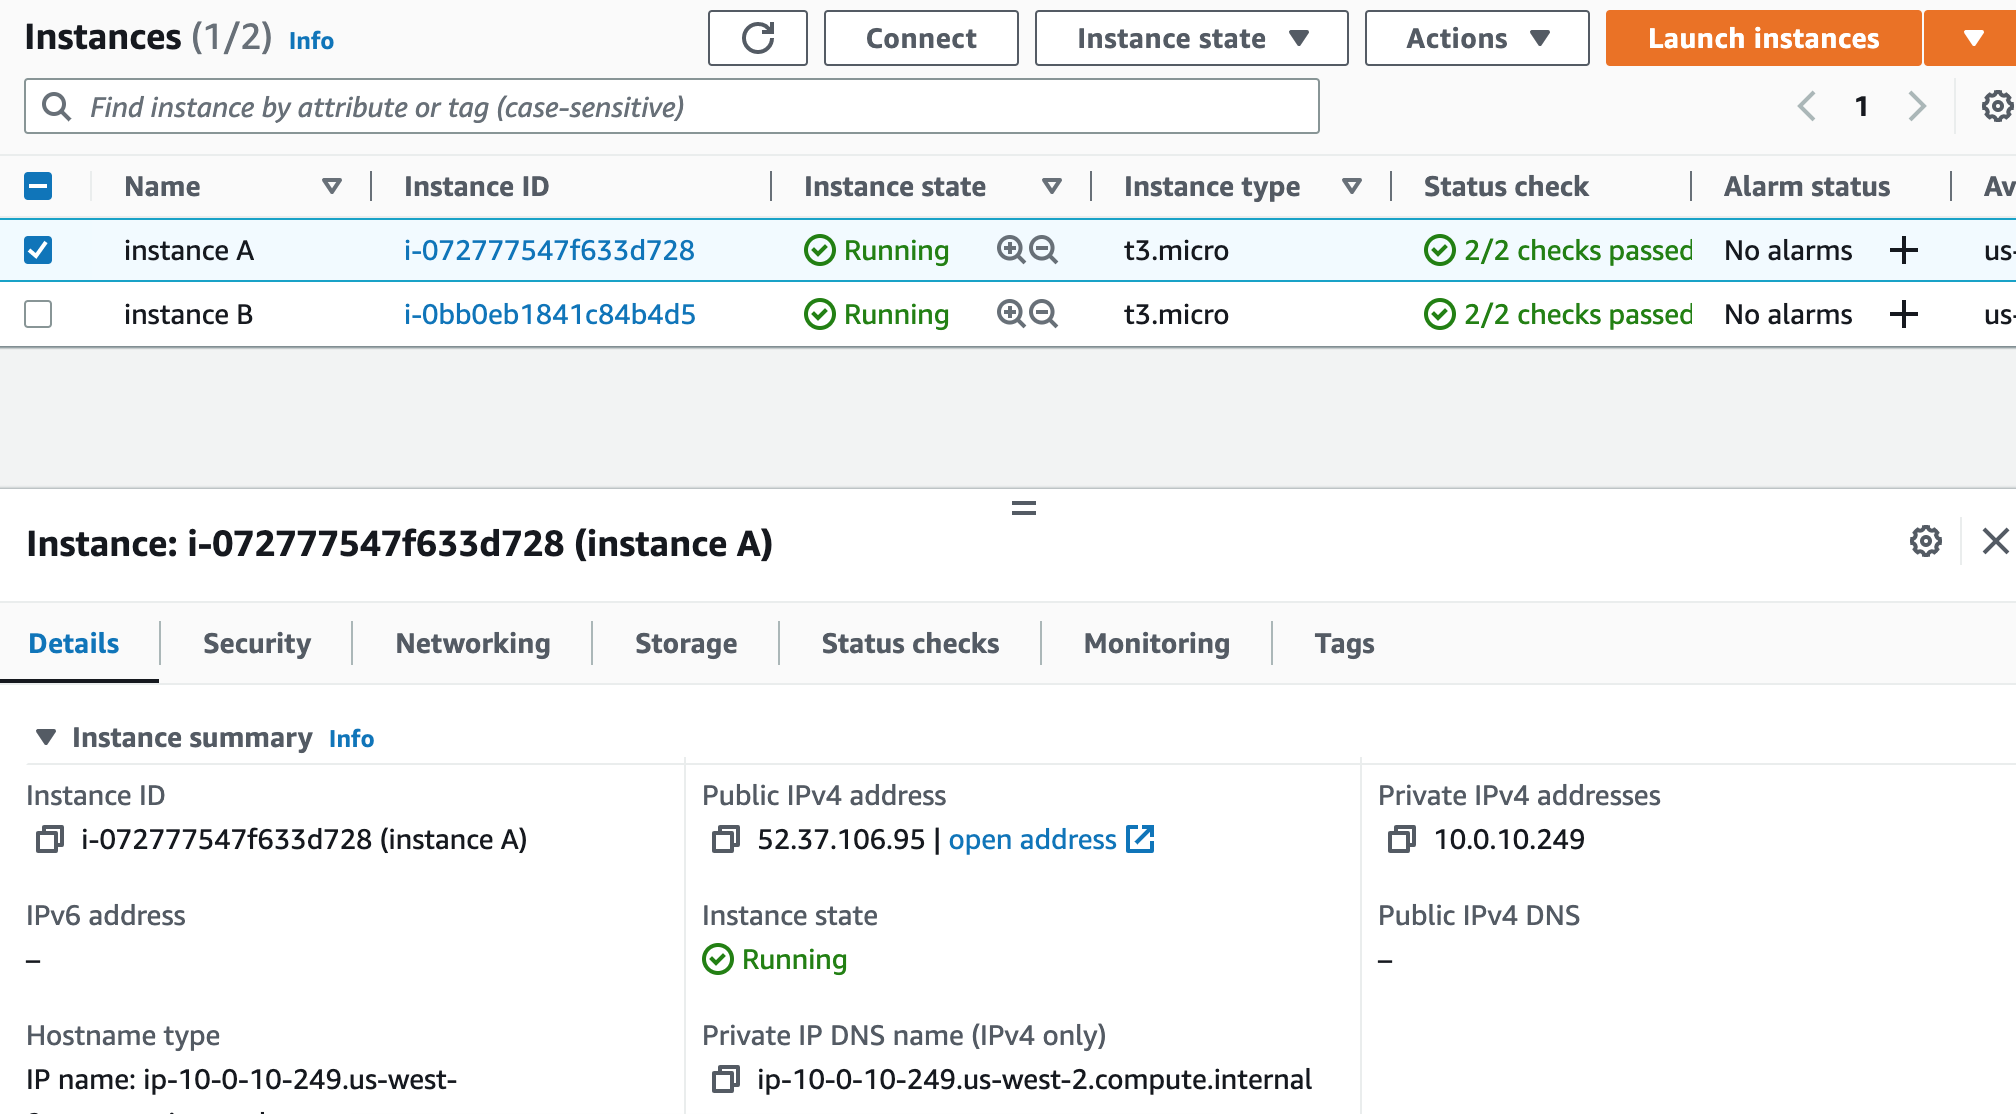 Instances (1/2) Info
Connect
Instance state
Actions
Launch instances
Find instance by attribute or tag (case-sensitive)
1
Name Instance ID Instance state Instance type Status check Alarm status Av
instance A i-072777547f633d728 Running t3.micro 2/2 checks passed No alarms + us-
instance B i-0bb0eb1841c84b4d5 Running t3.micro 2/2 checks passed No alarms + us-
Instance: i-072777547f633d728 (instance A)
Details Security Networking Storage Status checks Monitoring Tags
Instance summary Info
Instance ID
i-072777547f633d728 (instance A)
Public IPv4 address
52.37.106.95 | open address
Private IPv4 addresses
10.0.10.249
IPv6 address
–
Instance state
Running
Public IPv4 DNS
–
Hostname type
IP name: ip-10-0-10-249.us-west-
Private IP DNS name (IPv4 only)
ip-10-0-10-249.us-west-2.compute.internal